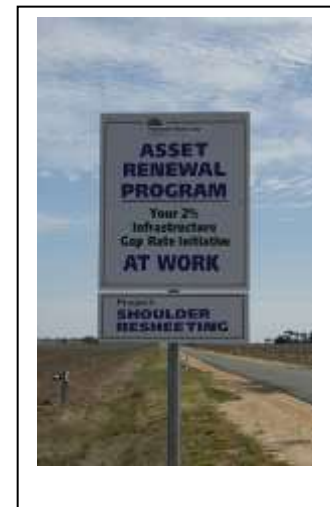 ASSET
RENEWAL
PROGRAM
Your 2%
Infrastructure
Gap Rate Initiative
AT WORK
Project:
SHOULDER
RESHEETING